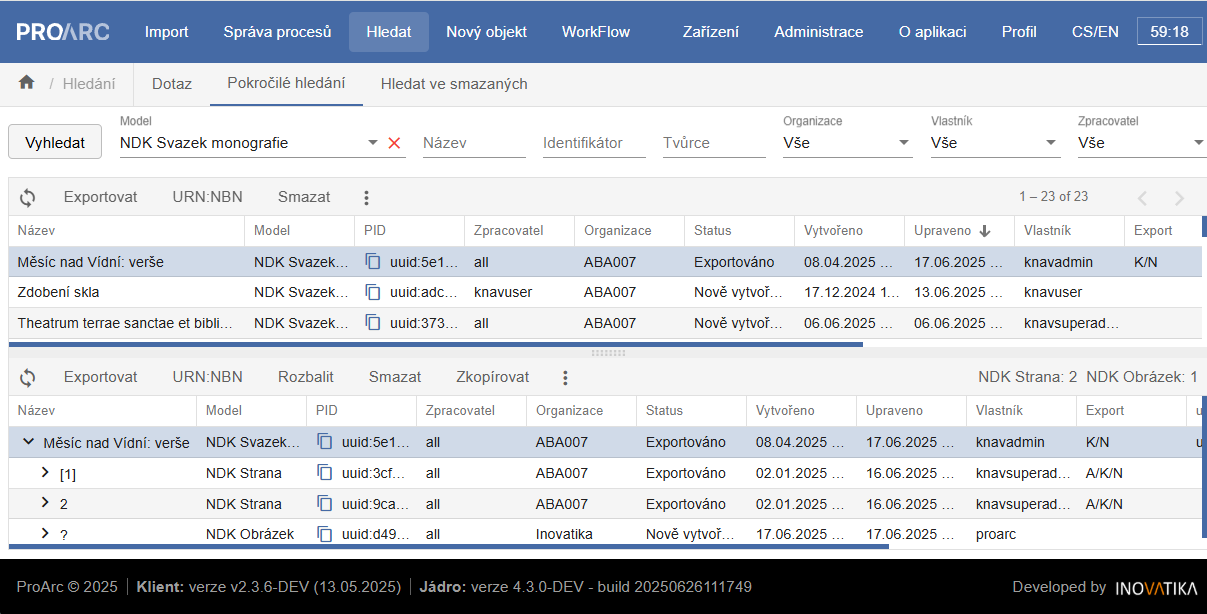 PROARC Import Správa procesů Hledat Nový objekt WorkFlow Zařízení Administrace O aplikaci Profil CS/EN 59:18
/ Hledání Dotaz Pokročilé hledání Hledat ve smazaných
Model Organizace Vlastník Zpracovatel
Vyhledat NDK Svazek monografie Název Identifikátor Tvůrce Vše Vše Vše
Exportovat URN:NBN Smazat 1 – 23 of 23
Název Model PID Zpracovatel Organizace Status Vytvořeno Upraveno Vlastník Export
Měsíc nad Vídní: verše NDK Svazek... uuid:5e1... all ABA007 Exportováno 08.04.2025 ... 17.06.2025 ... knavadmin K/N
Zdobení skla NDK Svazek... uuid:adc... knavuser ABA007 Nově vytvoř... 17.12.2024 1... 13.06.2025 ... knavuser
Theatrum terrae sanctae et bibli... NDK Svazek... uuid:373... all ABA007 Nově vytvoř... 06.06.2025 ... 06.06.2025 ... knavsuperad...
Exportovat URN:NBN Rozbalit Smazat Zkopírovat NDK Strana: 2 NDK Obrázek: 1
Název Model PID Zpracovatel Organizace Status Vytvořeno Upraveno Vlastník Export u
Měsíc nad Vídní: verše NDK Svazek... uuid:5e1... all ABA007 Exportováno 08.04.2025 ... 17.06.2025 ... knavadmin K/N u
[1] NDK Strana uuid:3cf... all ABA007 Exportováno 02.01.2025 ... 16.06.2025 ... knavsuperad... A/K/N
2 NDK Strana uuid:9ca... all ABA007 Exportováno 02.01.2025 ... 16.06.2025 ... knavsuperad... A/K/N
? NDK Obrázek uuid:d49... all Inovatika Nově vytvoř... 17.06.2025 ... 17.06.2025 ... proarc
ProArc © 2025 | Klient: verze v2.3.6-DEV (13.05.2025) | Jádro: verze 4.3.0-DEV - build 20250626111749 Developed by INOVATIKA